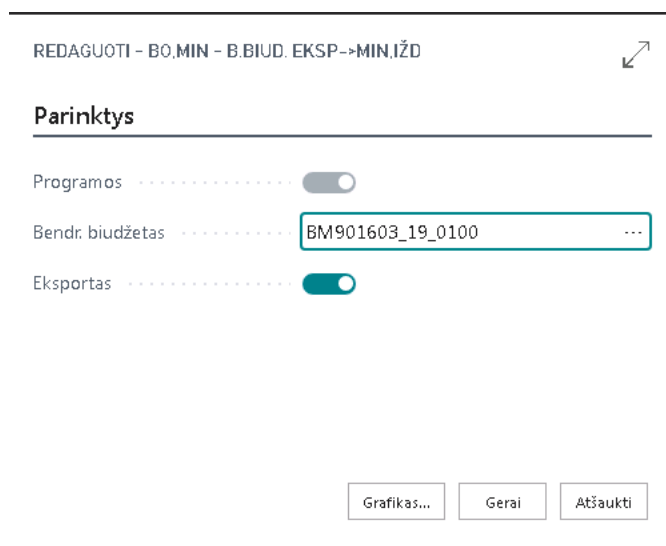 REDAGUOTI - BO,MIN - B.BIUD. EKSP->MIN,IŽD
Parinktys
Programos
Bendr. biudžetas BM901603_19_0100 ...
Eksportas
Grafikas... Gerai Atšaukti